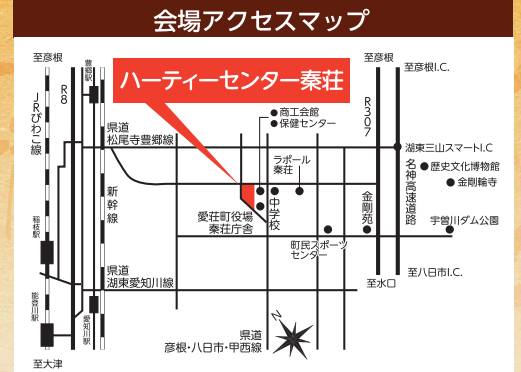 会場アクセスマップ
至彦根
豊郷駅
至彦根
至彦根I.C.
ハーティーセンター秦荘
JRびわこ線
R8
R307
商工会館
保健センター
県道
松尾寺豊郷線
湖東三山スマートI.C
ラポール
秦荘
名神高速道路
歴史文化博物館
金剛輪寺
新幹線
中学校
金剛苑
愛荘町役場
秦荘庁舎
宇曽川ダム公園
稲枝駅
町民スポーツ
センター
県道
湖東愛知川線
至八日市I.C.
至水口
能登川駅
愛知川駅
N
県道
彦根・八日市・甲西線
至大津